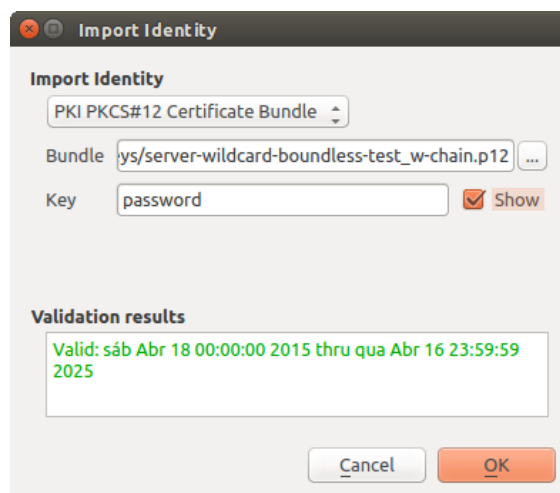 Import Identity
Import Identity
PKI PKCS#12 Certificate Bundle
Bundle ys/server-wildcard-boundless-test_w-chain.p12 ...
Key password Show
Validation results
Valid: sáb Abr 18 00:00:00 2015 thru qua Abr 16 23:59:59
2025
Cancel OK